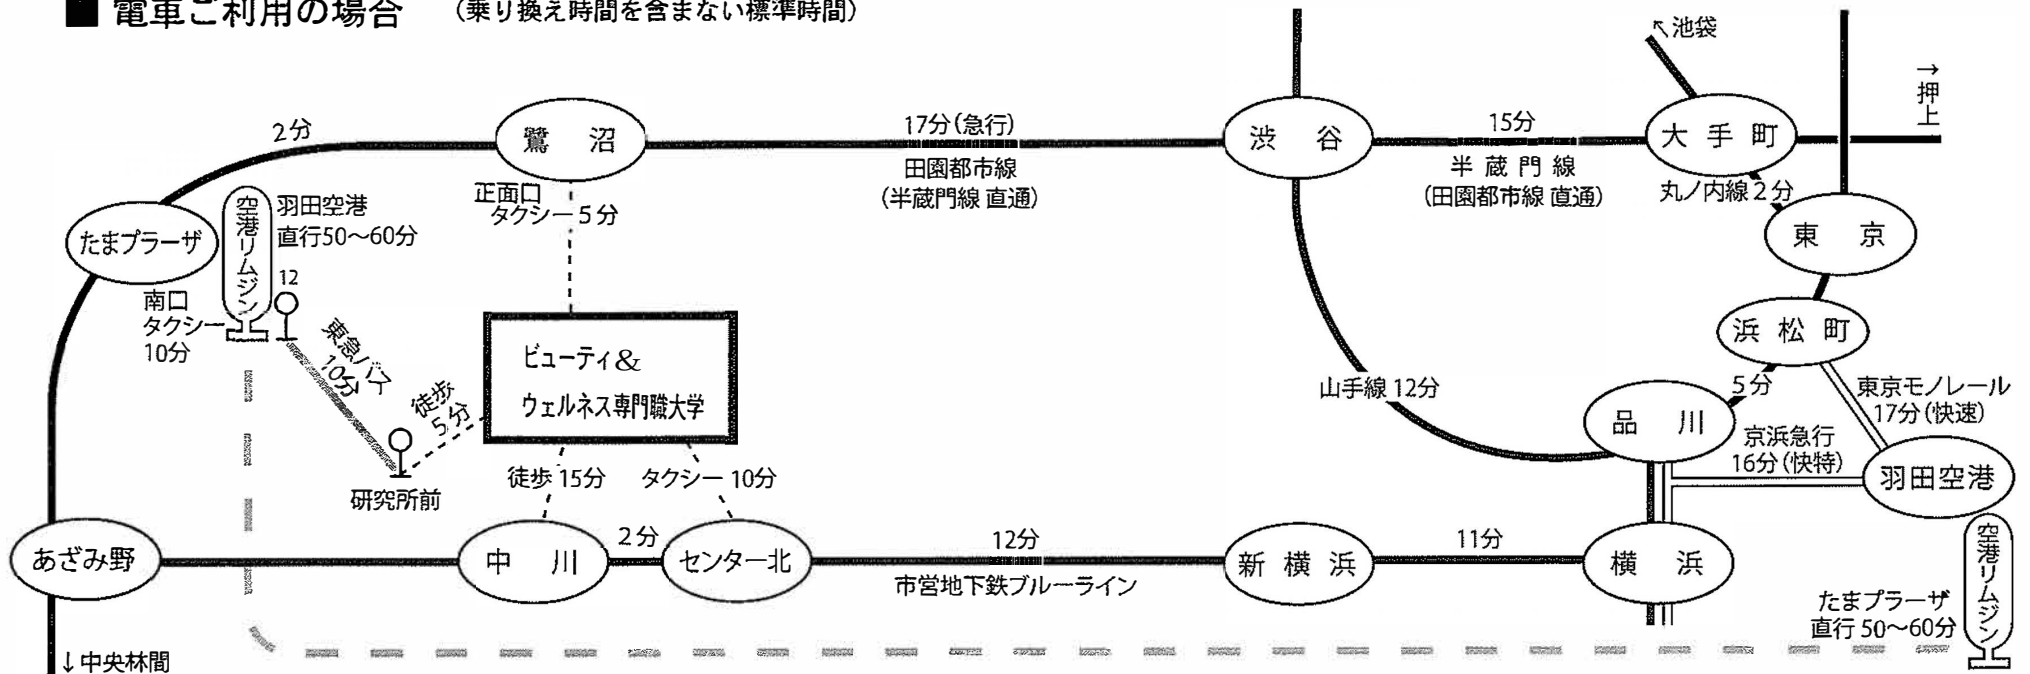 ■ 電車ご利用の場合 (乗り換え時間を含まない標準時間)
↖池袋
→押上
2分
鷺沼
17分(急行)
田園都市線
(半蔵門線 直通)
渋谷
15分
半蔵門線
(田園都市線 直通)
大手町
丸ノ内線 2分
東京
正面口
タクシー 5分
たまプラーザ
空港リムジン
羽田空港
直行50〜60分
12
南口
タクシー
10分
東急バス
10分
徒歩
5分
研究所前
ビューティ&
ウェルネス専門職大学
山手線 12分
浜松町
5分
東京モノレール
17分(快速)
品川
京浜急行
16分(快特)
羽田空港
徒歩 15分
タクシー 10分
あざみ野
中川
2分
センター北
12分
市営地下鉄ブルーライン
新横浜
11分
横浜
たまプラーザ
直行 50〜60分
空港リムジン
↓中央林間